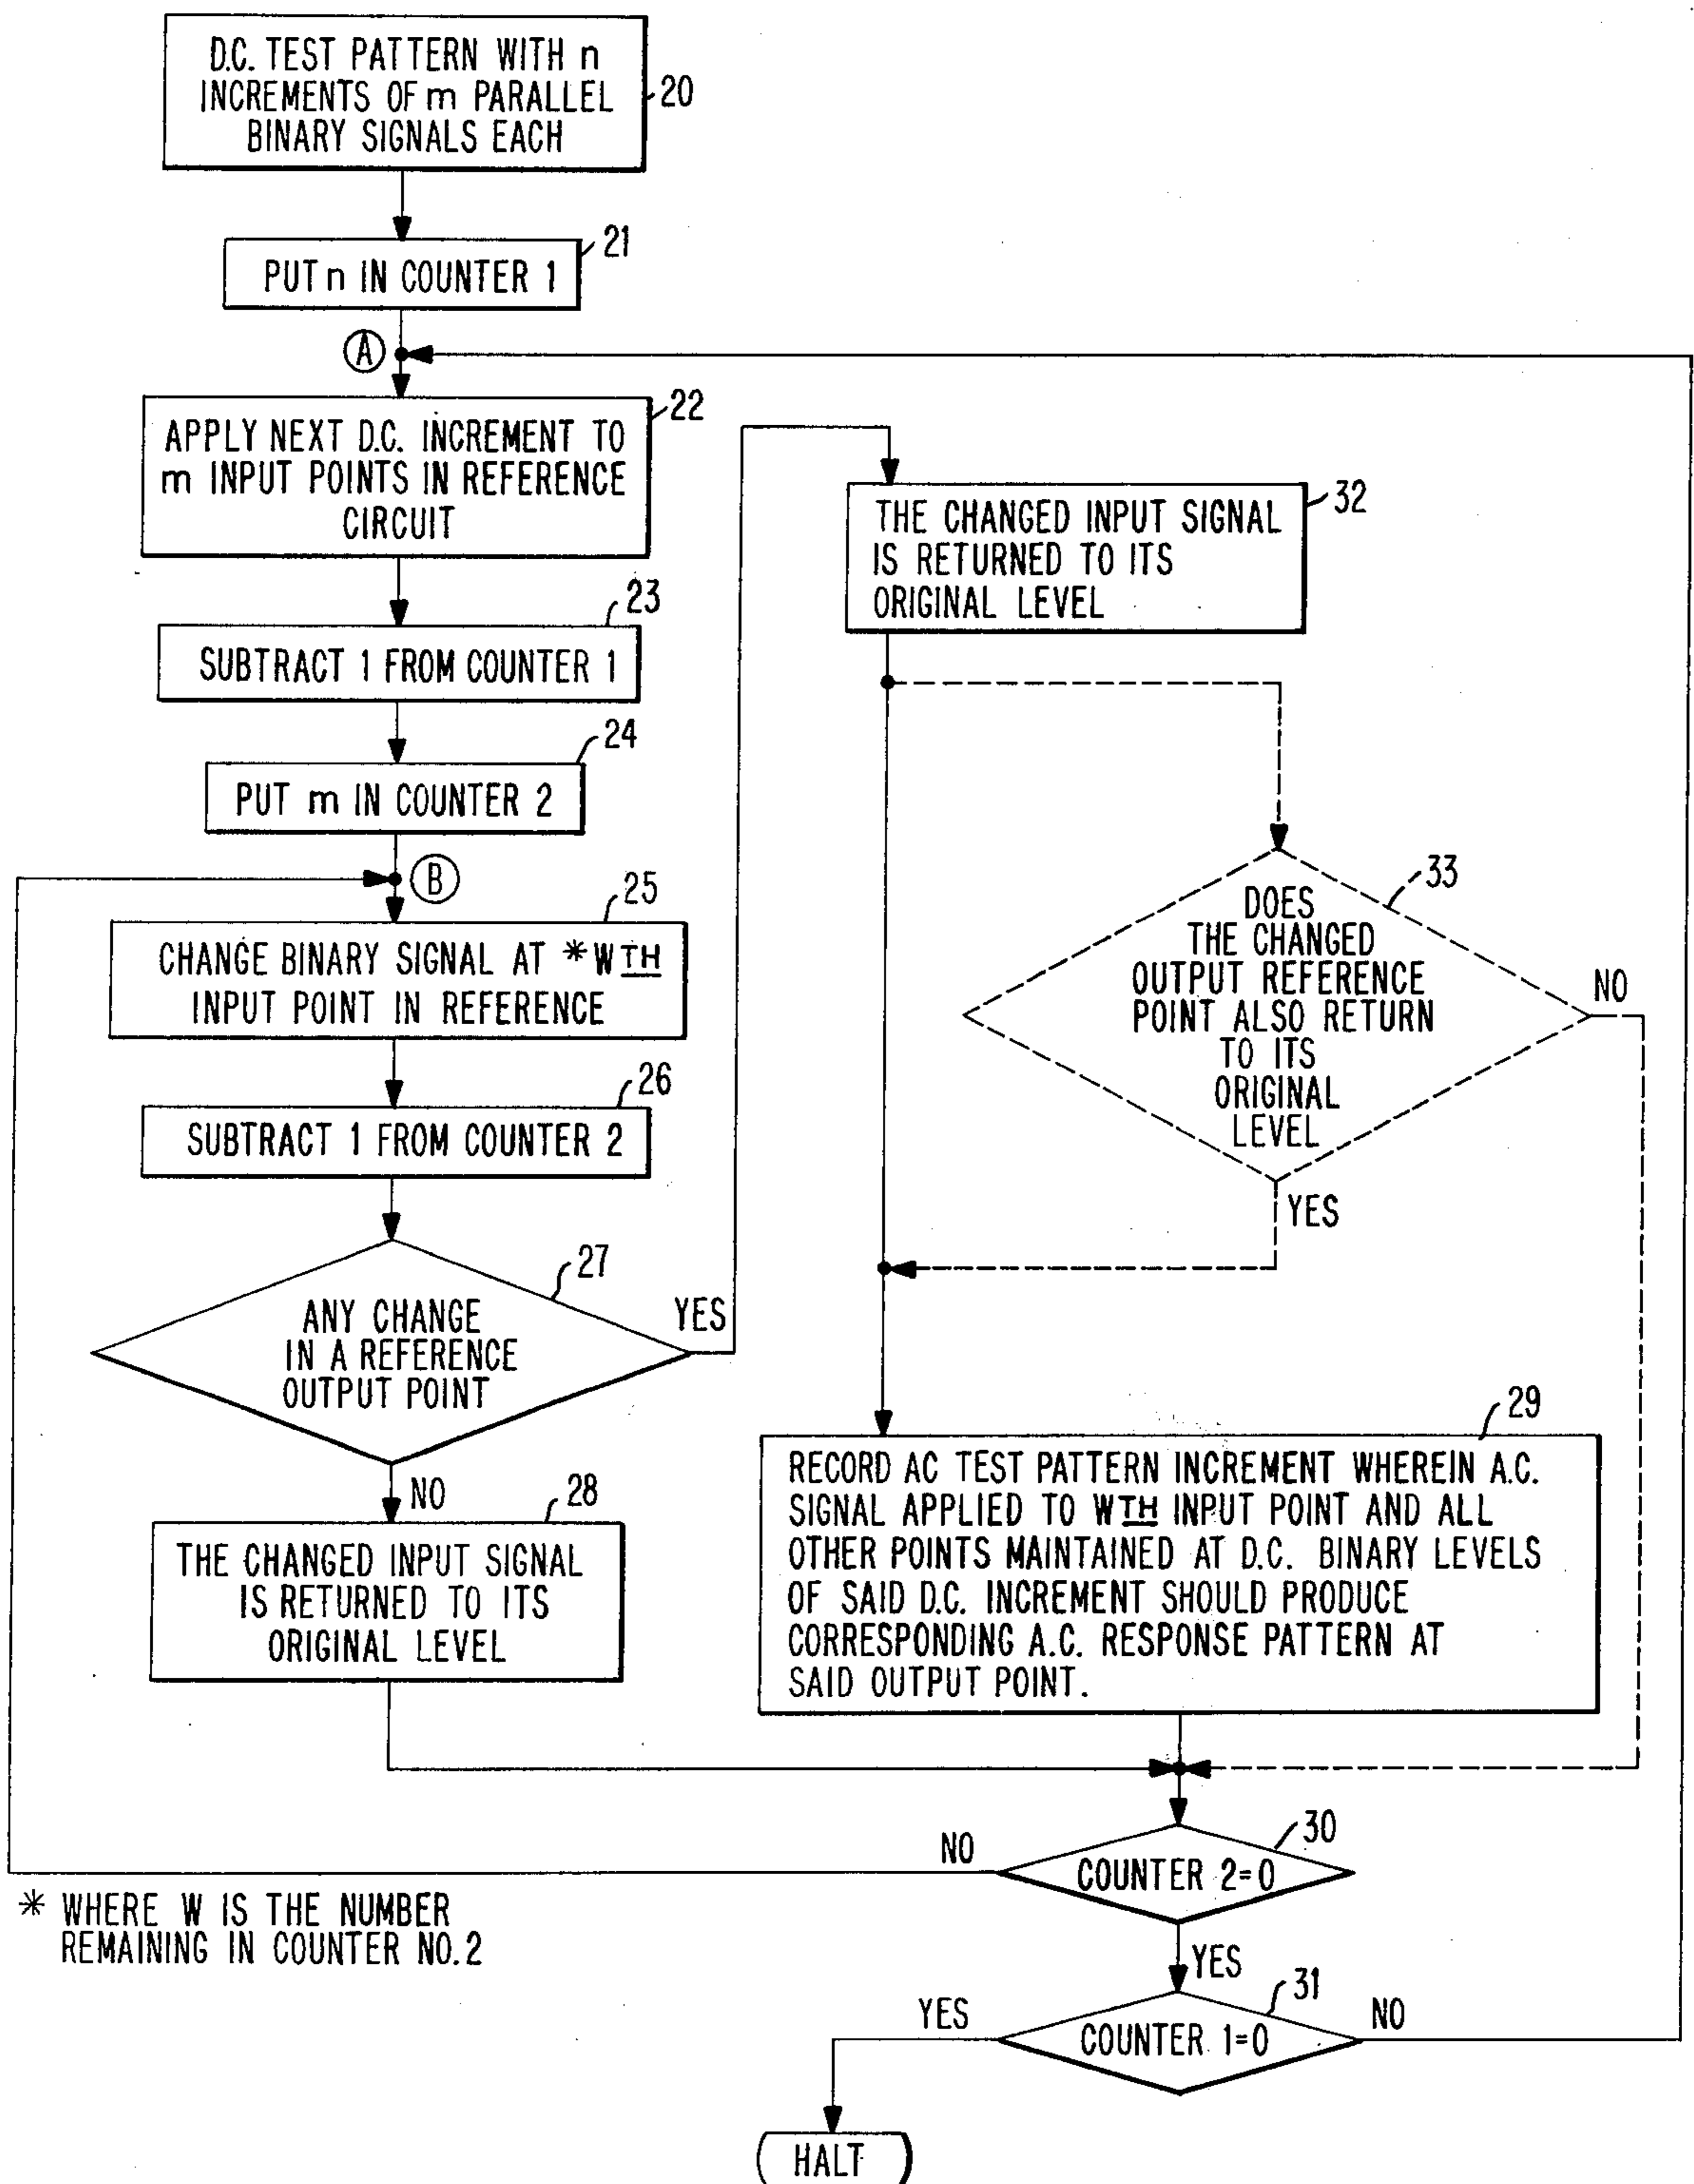 D.C. TEST PATTERN WITH n
INCREMENTS OF m PARALLEL
BINARY SIGNALS EACH
20
PUT n IN COUNTER 1
21
A
APPLY NEXT D.C. INCREMENT TO
m INPUT POINTS IN REFERENCE
CIRCUIT
22
SUBTRACT 1 FROM COUNTER 1
23
PUT m IN COUNTER 2
24
B
CHANGE BINARY SIGNAL AT *WTH
INPUT POINT IN REFERENCE
25
SUBTRACT 1 FROM COUNTER 2
26
ANY CHANGE
IN A REFERENCE
OUTPUT POINT
27
YES
NO
THE CHANGED INPUT SIGNAL
IS RETURNED TO ITS
ORIGINAL LEVEL
28
THE CHANGED INPUT SIGNAL
IS RETURNED TO ITS
ORIGINAL LEVEL
32
DOES
THE CHANGED
OUTPUT REFERENCE
POINT ALSO RETURN
TO ITS
ORIGINAL
LEVEL
33
NO
YES
RECORD AC TEST PATTERN INCREMENT WHEREIN A.C.
SIGNAL APPLIED TO WTH INPUT POINT AND ALL
OTHER POINTS MAINTAINED AT D.C. BINARY LEVELS
OF SAID D.C. INCREMENT SHOULD PRODUCE
CORRESPONDING A.C. RESPONSE PATTERN AT
SAID OUTPUT POINT.
29
COUNTER 2=0
30
NO
YES
COUNTER 1=0
31
YES
NO
HALT
* WHERE W IS THE NUMBER
REMAINING IN COUNTER NO.2